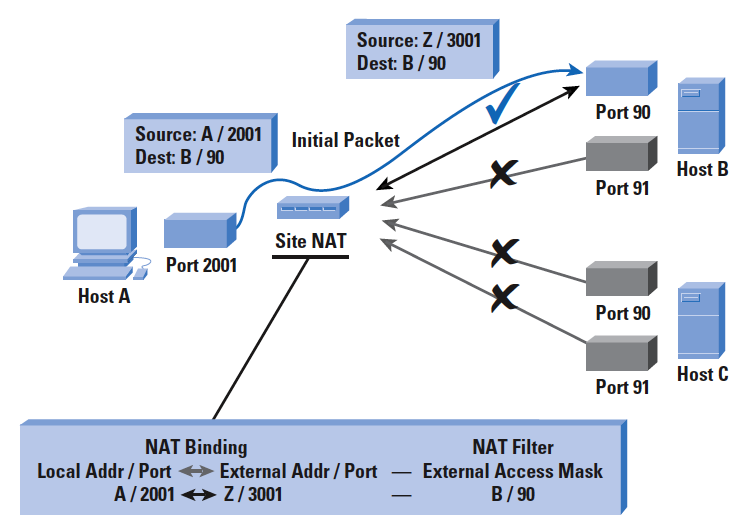 Source: Z / 3001
Dest: B / 90
Source: A / 2001
Dest: B / 90
Initial Packet
Port 90
Host B
Port 91
Site NAT
Port 2001
Host A
Port 90
Host C
Port 91
NAT Binding NAT Filter
Local Addr / Port External Addr / Port — External Access Mask
A / 2001 Z / 3001 — B / 90